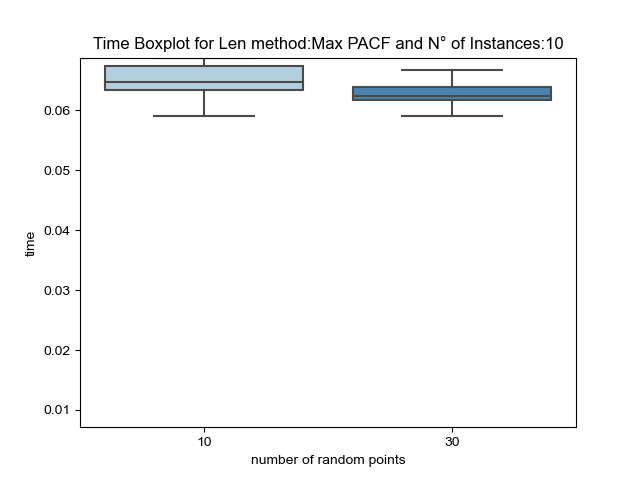 Time Boxplot for Len method:Max PACF and N° of Instances:10
0.06
0.05
0.04
0.03
0.02
0.01
time
10
30
number of random points